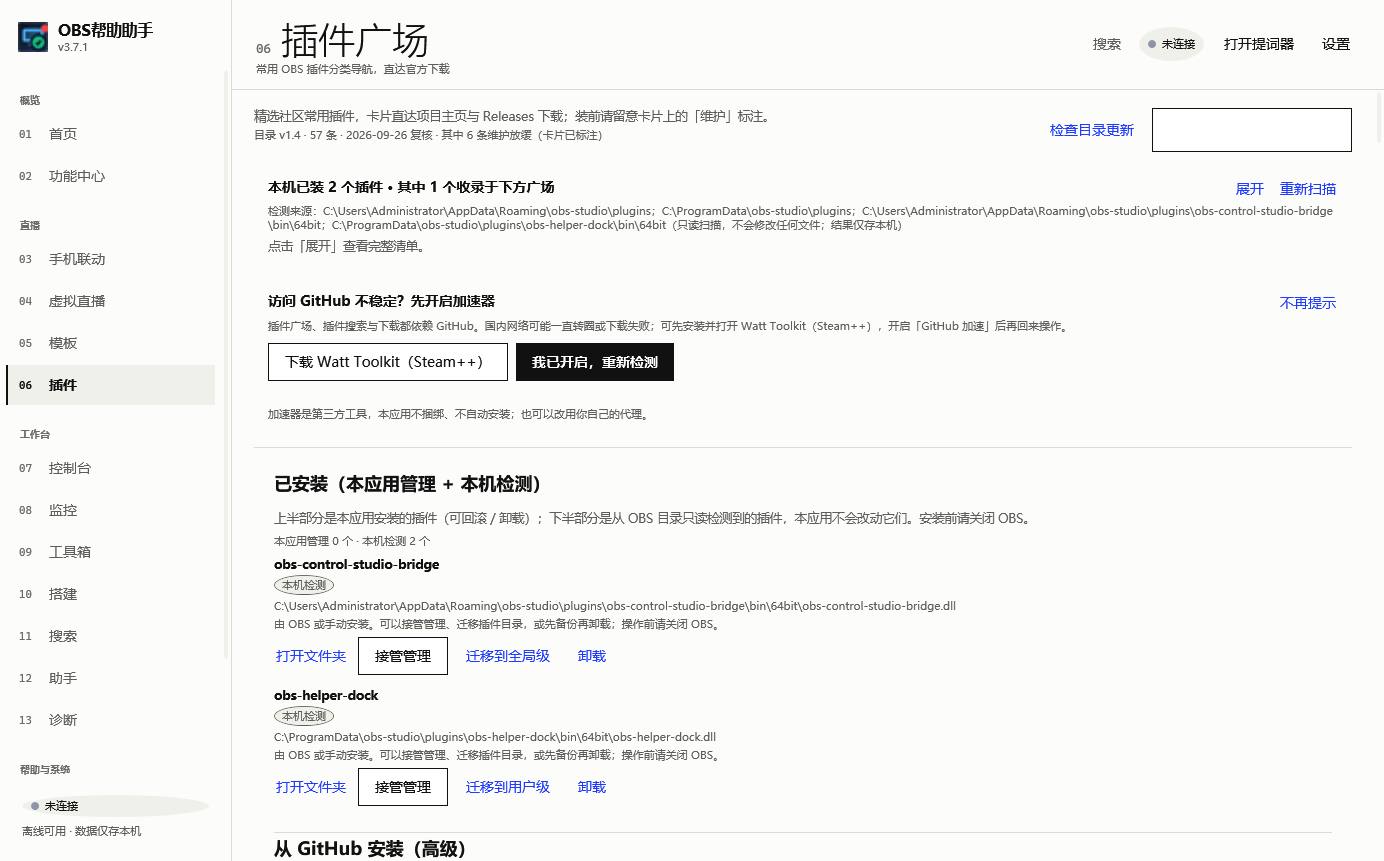 OBS帮助助手
v3.7.1
概览
01 首页
02 功能中心
直播
03 手机联动
04 虚拟直播
05 模板
06 插件
工作台
07 控制台
08 监控
09 工具箱
10 搭建
11 搜索
12 助手
13 诊断
帮助与系统
未连接
离线可用 · 数据仅存本机
06 插件广场
常用 OBS 插件分类导航，直达官方下载
搜索
未连接
打开提词器
设置
精选社区常用插件，卡片直达项目主页与 Releases 下载；装前请留意卡片上的「维护」标注。
目录 v1.4 · 57 条 · 2026-09-26 复核 · 其中 6 条维护放缓（卡片已标注）
检查目录更新
本机已装 2 个插件 • 其中 1 个收录于下方广场
展开 重新扫描
检测来源：C:\Users\Administrator\AppData\Roaming\obs-studio\plugins；C:\ProgramData\obs-studio\plugins；C:\Users\Administrator\AppData\Roaming\obs-studio\plugins\obs-control-studio-bridge
\bin\64bit；C:\ProgramData\obs-studio\plugins\obs-helper-dock\bin\64bit（只读扫描，不会修改任何文件；结果仅存本机）
点击「展开」查看完整清单。
访问 GitHub 不稳定？先开启加速器
不再提示
插件广场、插件搜索与下载都依赖 GitHub。国内网络可能一直转圈或下载失败；可先安装并打开 Watt Toolkit（Steam++），开启「GitHub 加速」后再回来操作。
下载 Watt Toolkit（Steam++）
我已开启，重新检测
加速器是第三方工具，本应用不捆绑、不自动安装；也可以改用你自己的代理。
已安装（本应用管理 + 本机检测）
上半部分是本应用安装的插件（可回滚 / 卸载）；下半部分是从 OBS 目录只读检测到的插件，本应用不会改动它们。安装前请关闭 OBS。
本应用管理 0 个 · 本机检测 2 个
obs-control-studio-bridge
本机检测
C:\Users\Administrator\AppData\Roaming\obs-studio\plugins\obs-control-studio-bridge\bin\64bit\obs-control-studio-bridge.dll
由 OBS 或手动安装。可以接管管理、迁移插件目录，或先备份再卸载；操作前请关闭 OBS。
打开文件夹 接管管理 迁移到全局级 卸载
obs-helper-dock
本机检测
C:\ProgramData\obs-studio\plugins\obs-helper-dock\bin\64bit\obs-helper-dock.dll
由 OBS 或手动安装。可以接管管理、迁移插件目录，或先备份再卸载；操作前请关闭 OBS。
打开文件夹 接管管理 迁移到用户级 卸载
从 GitHub 安装（高级）